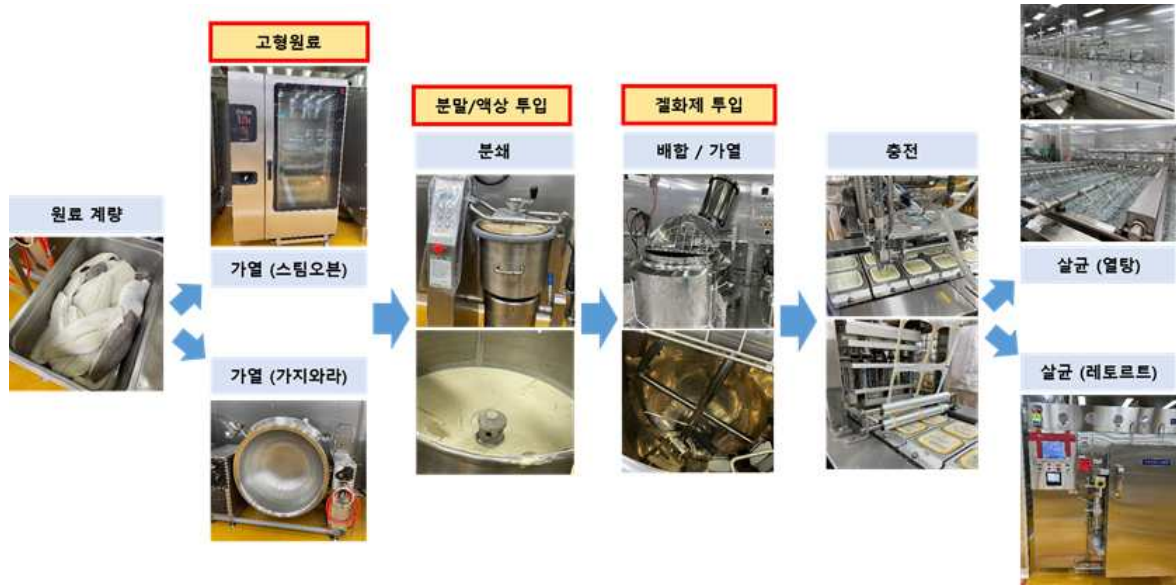 고형원료
분말/액상 투입
겔화제 투입
분쇄
배합 / 가열
충전
원료 계량
가열 (스팀오븐)
살균 (열탕)
가열 (가지와라)
살균 (레토르트)